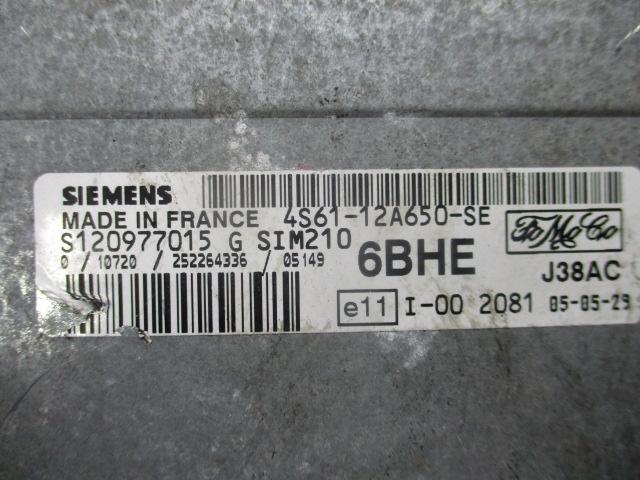 SIEMENS
MADE IN FRANCE 4S61-12A650-SE
S120977015 G SIM210
0 / 10720 / 252264336 / 05149
6BHE
FoMoCo
J38AC
e11 I-00 2081 05-05-29